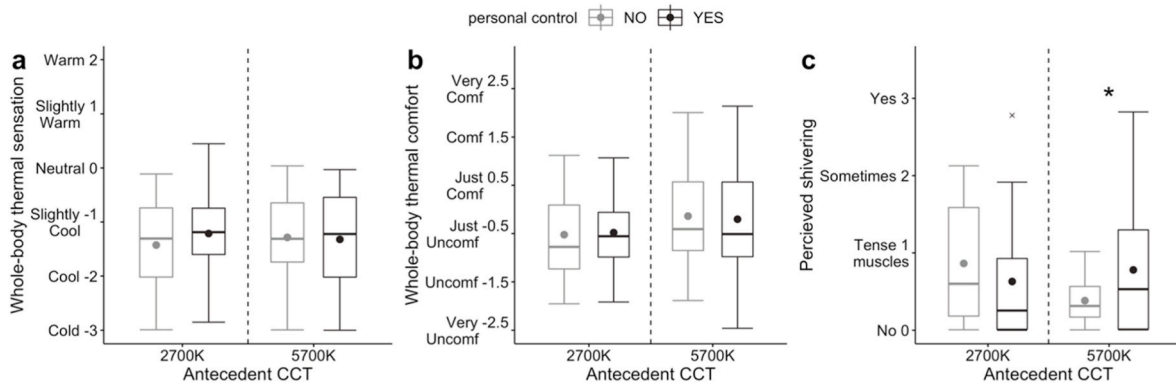 personal control NO YES
a
Whole-body thermal sensation
Warm 2
Slightly 1
Warm
Neutral 0
Slightly -1
Cool
Cool -2
Cold -3
2700K 5700K
Antecedent CCT
b
Whole-body thermal comfort
Very 2.5
Comf
Comf 1.5
Just 0.5
Comf
Just -0.5
Uncomf
Uncomf -1.5
Very -2.5
Uncomf
2700K 5700K
Antecedent CCT
c
Percieved shivering
Yes 3
Sometimes 2
Tense 1
muscles
No 0
*
2700K 5700K
Antecedent CCT